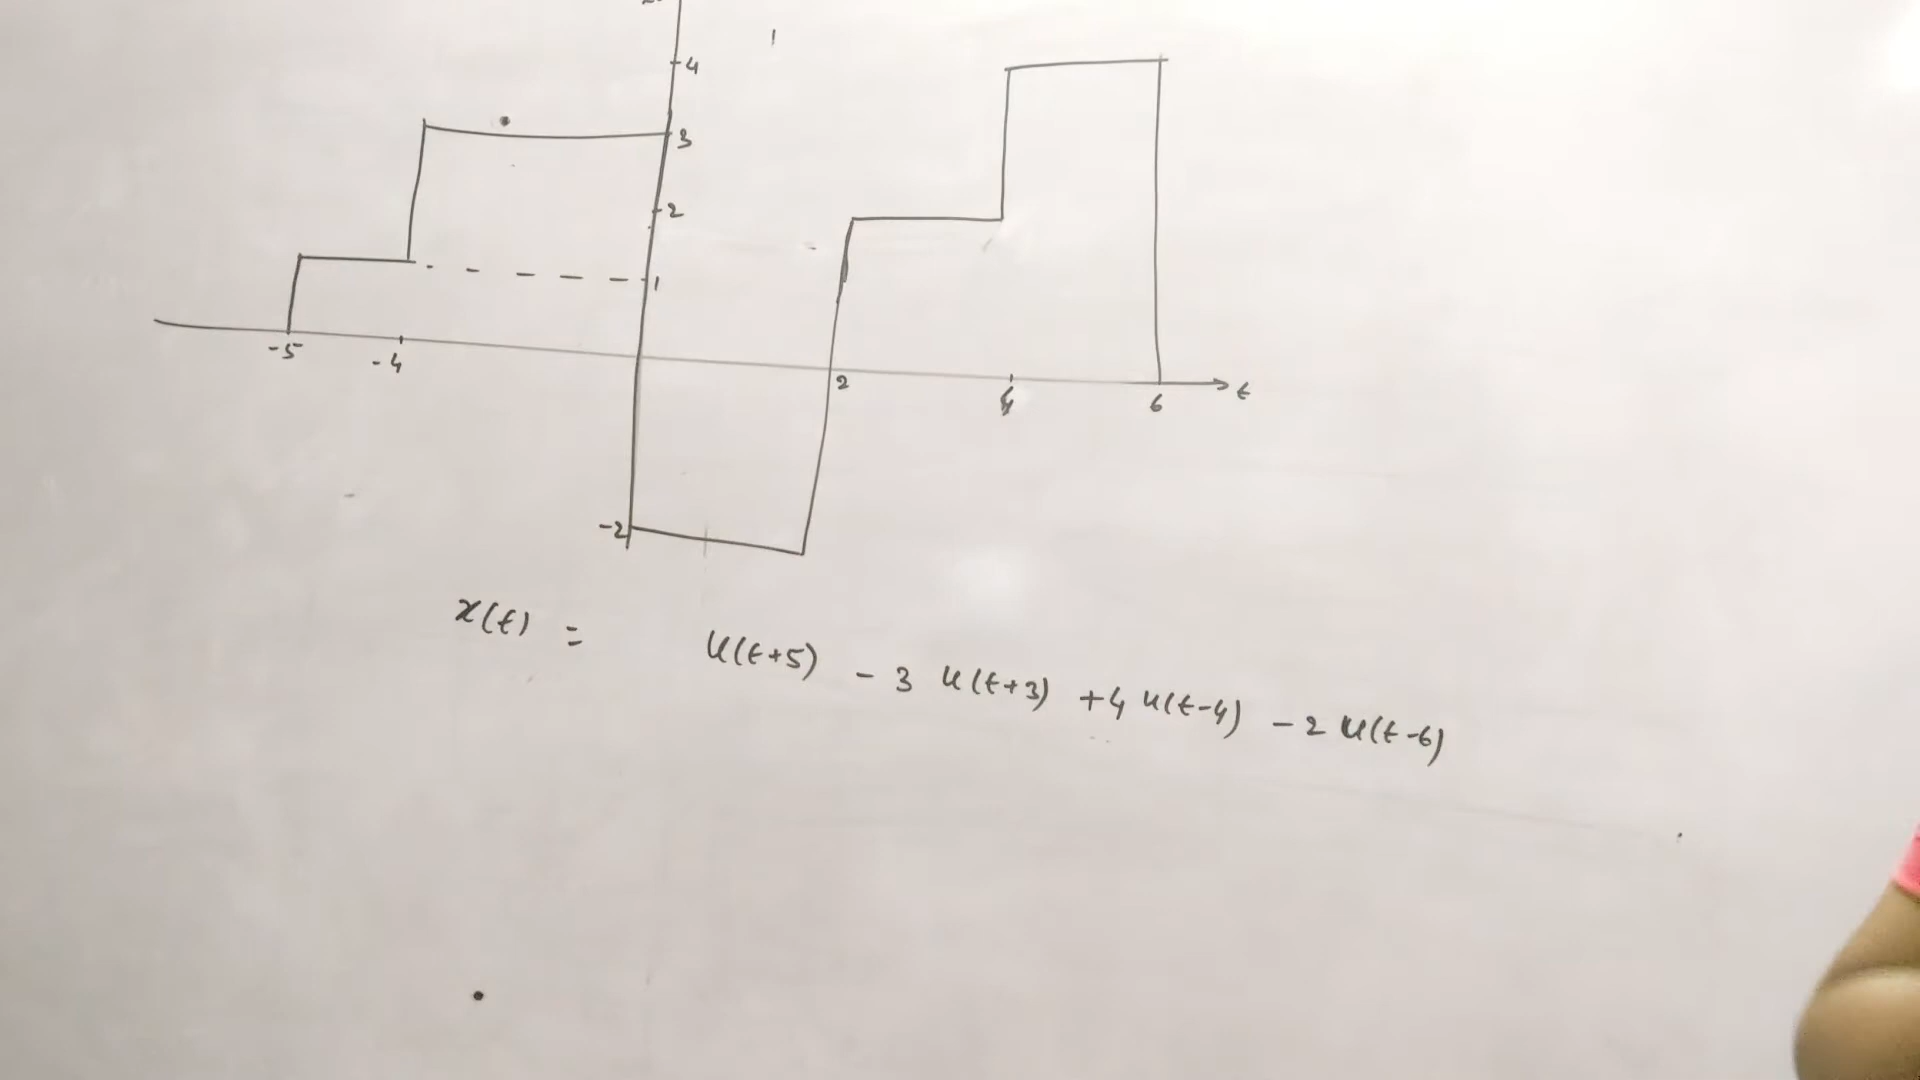 4
3
2
1
-5 -4 2 4 6 t
-2
x(t) = u(t+5) - 3 u(t+3) +4 u(t-4) - 2 u(t-6)